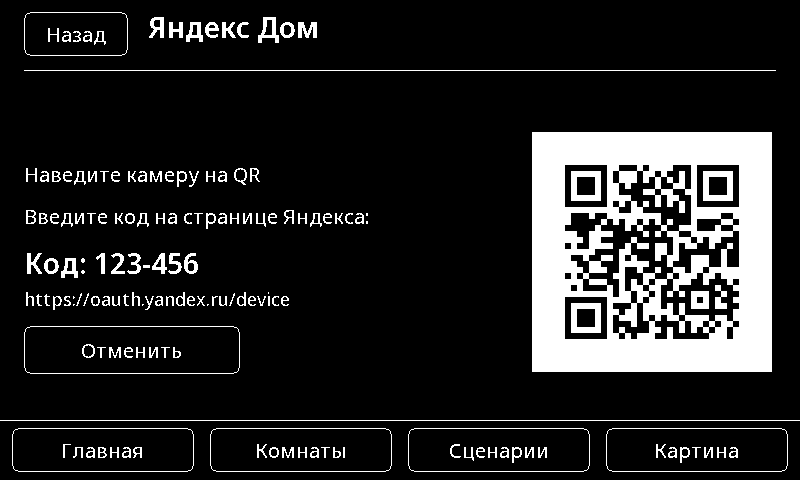 Назад
Яндекс Дом
Наведите камеру на QR
Введите код на странице Яндекса:
Код: 123-456
https://oauth.yandex.ru/device
Отменить
Главная
Комнаты
Сценарии
Картина